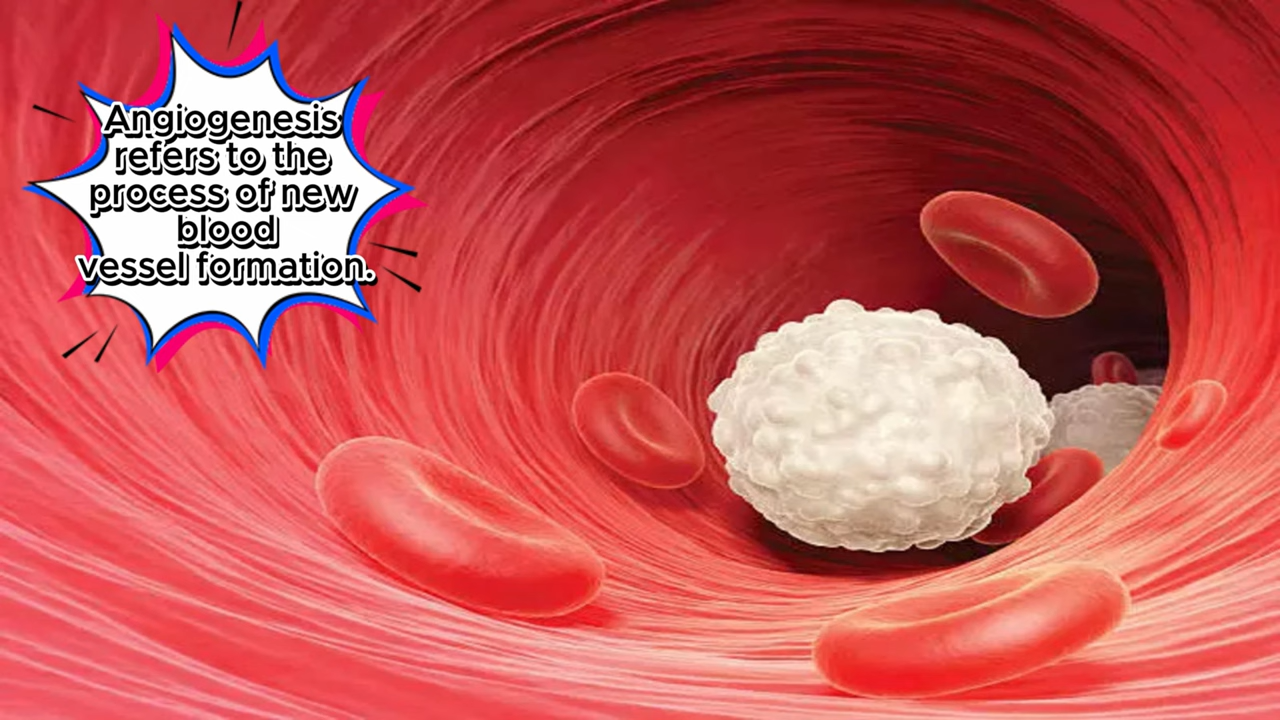 Angiogenesis
refers to the
process of new
blood
vessel formation.